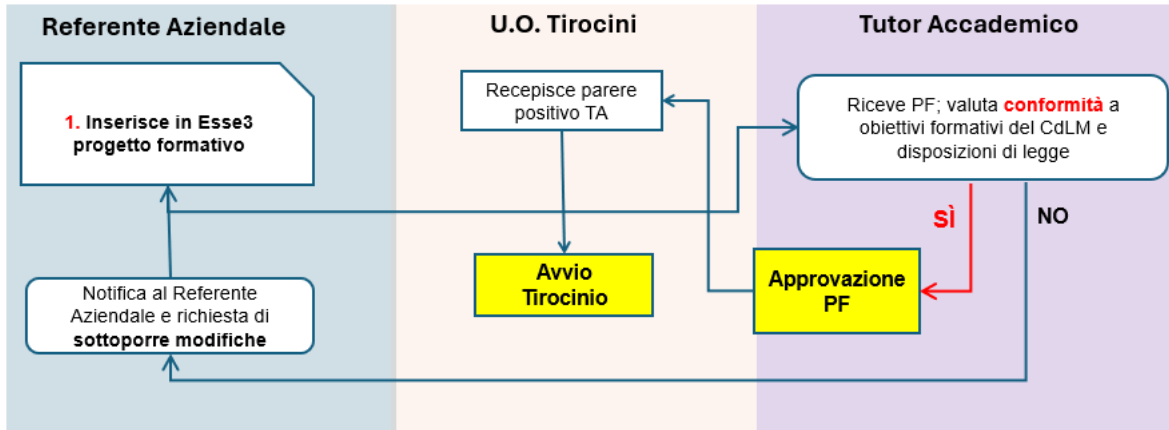 Referente Aziendale
U.O. Tirocini
Tutor Accademico
1. Inserisce in Esse3
progetto formativo
Recepisce parere
positivo TA
Riceve PF; valuta conformità a
obiettivi formativi del CdLM e
disposizioni di legge
SÌ
NO
Notifica al Referente
Aziendale e richiesta di
sottoporre modifiche
Avvio
Tirocinio
Approvazione
PF